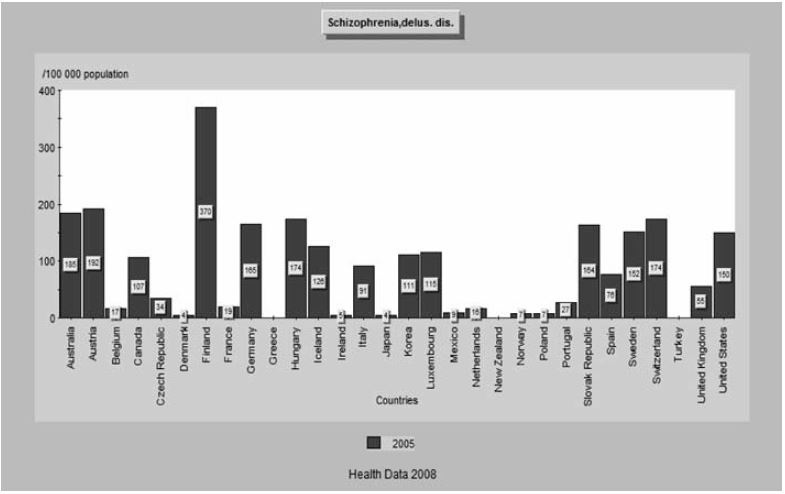 Schizophrenia,delus. dis.
/100 000 population
400
300
200
100
0
185
192
17
107
34
4
370
19
165
174
126
5
91
4
111
115
9
16
7
7
27
164
76
152
174
55
150
Australia
Austria
Belgium
Canada
Czech Republic
Denmark
Finland
France
Germany
Greece
Hungary
Iceland
Ireland
Italy
Japan
Korea
Luxembourg
Mexico
Netherlands
New Zealand
Norway
Poland
Portugal
Slovak Republic
Spain
Sweden
Switzerland
Turkey
United Kingdom
United States
Countries
2005
Health Data 2008